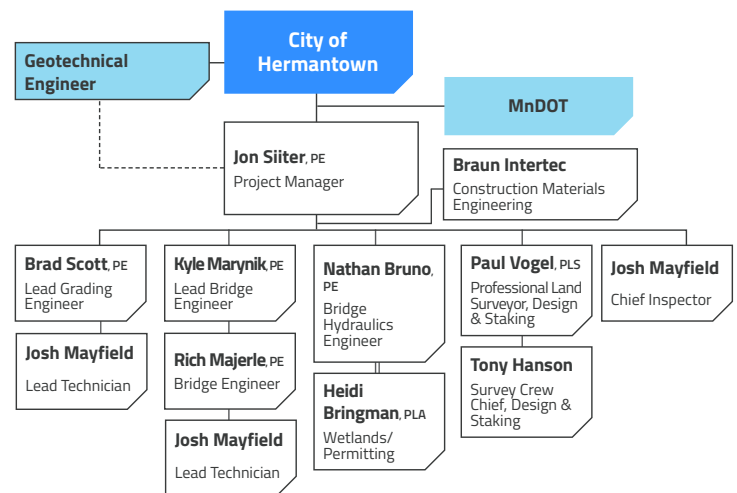 City of
Hermantown
Geotechnical
Engineer
MnDOT
Jon Siiter, PE
Project Manager
Braun Intertec
Construction Materials
Engineering
Brad Scott, PE
Lead Grading
Engineer
Josh Mayfield
Lead Technician
Kyle Marynik, PE
Lead Bridge
Engineer
Rich Majerle, PE
Bridge Engineer
Josh Mayfield
Lead Technician
Nathan Bruno,
PE
Bridge
Hydraulics
Engineer
Heidi
Bringman, PLA
Wetlands/
Permitting
Paul Vogel, PLS
Professional Land
Surveyor, Design
& Staking
Tony Hanson
Survey Crew
Chief, Design &
Staking
Josh Mayfield
Chief Inspector